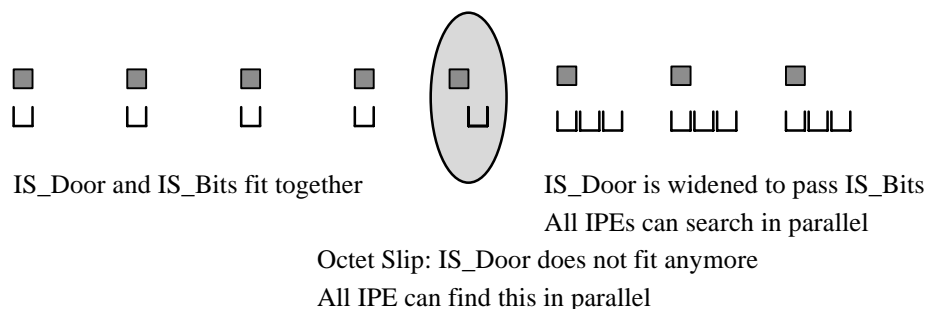 IS_Door and IS_Bits fit together
IS_Door is widened to pass IS_Bits
All IPEs can search in parallel
Octet Slip: IS_Door does not fit anymore
All IPE can find this in parallel